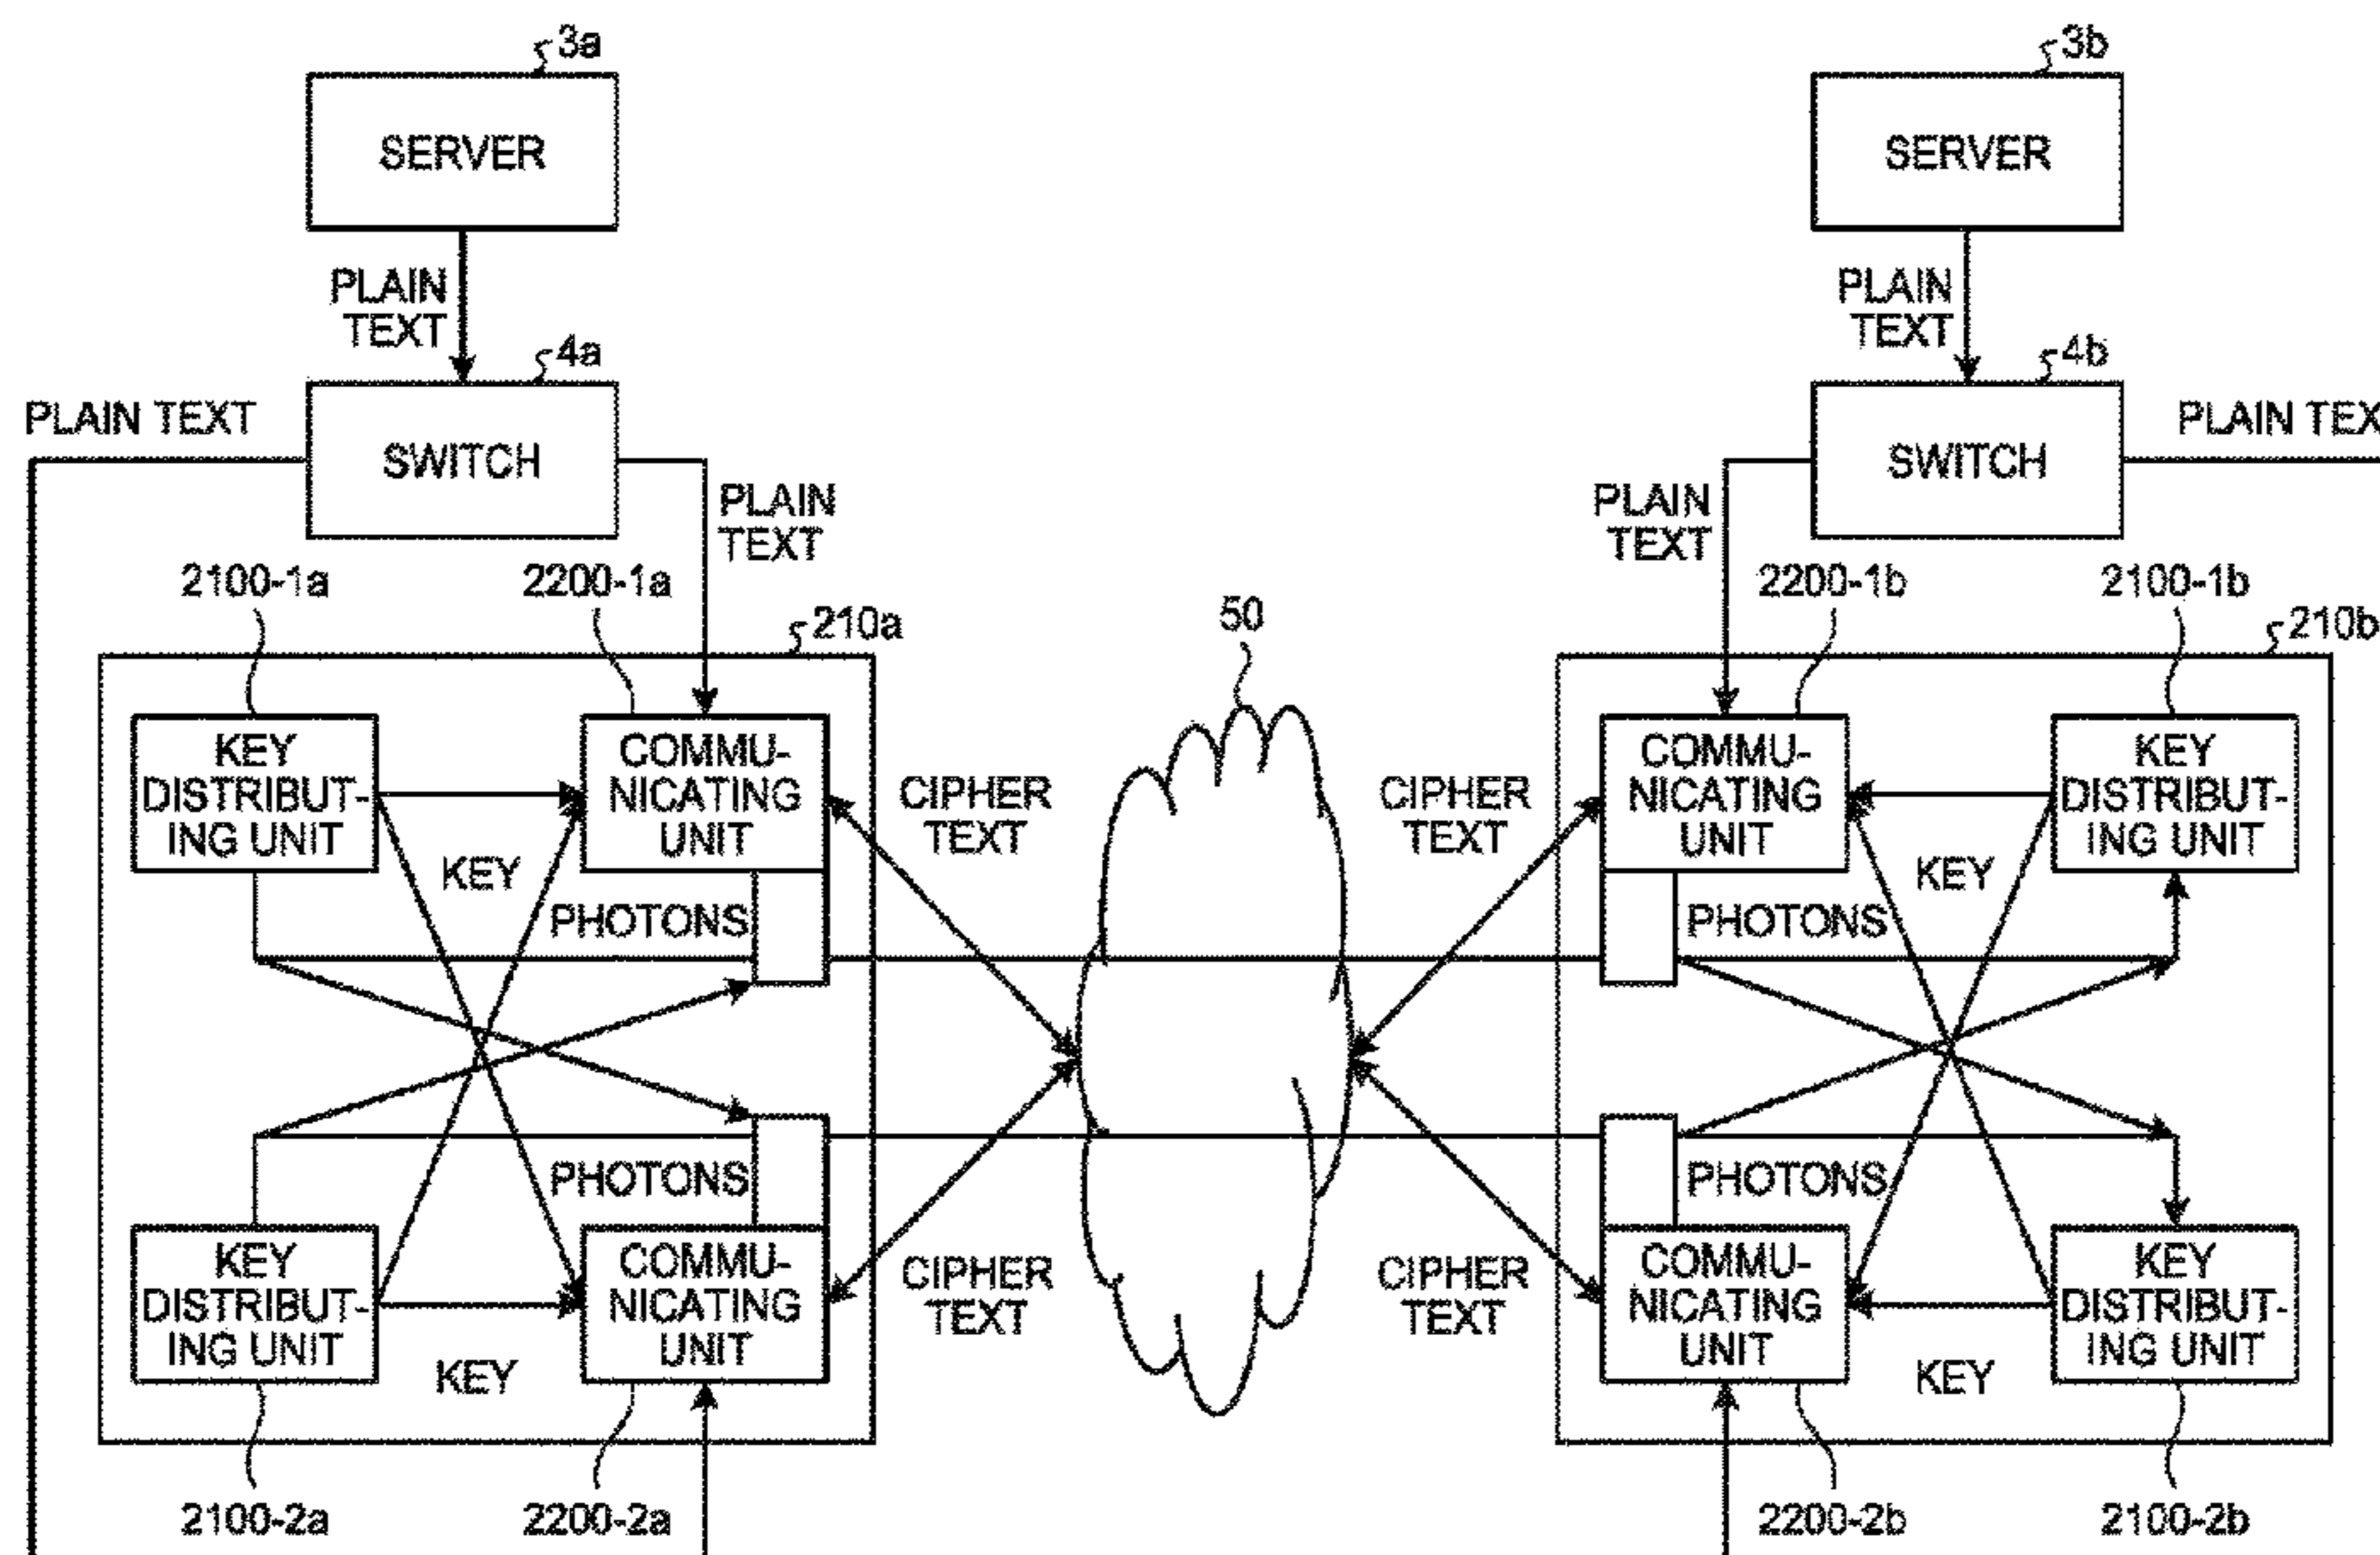 3a
3b
SERVER
SERVER
PLAIN
TEXT
PLAIN
TEXT
4a
4b
PLAIN TEXT
SWITCH
SWITCH
PLAIN TEX
PLAIN
TEXT
PLAIN
TEXT
2100-1a
2200-1a
210a
50
2200-1b
2100-1b
210b
KEY
DISTRIBUT-
ING UNIT
COMMU-
NICATING
UNIT
CIPHER
TEXT
CIPHER
TEXT
COMMU-
NICATING
UNIT
KEY
DISTRIBUT-
ING UNIT
KEY
PHOTONS
KEY
PHOTONS
PHOTONS
PHOTONS
KEY
DISTRIBUT-
ING UNIT
COMMU-
NICATING
UNIT
CIPHER
TEXT
CIPHER
TEXT
COMMU-
NICATING
UNIT
KEY
DISTRIBUT-
ING UNIT
KEY
KEY
2100-2a
2200-2a
2200-2b
2100-2b